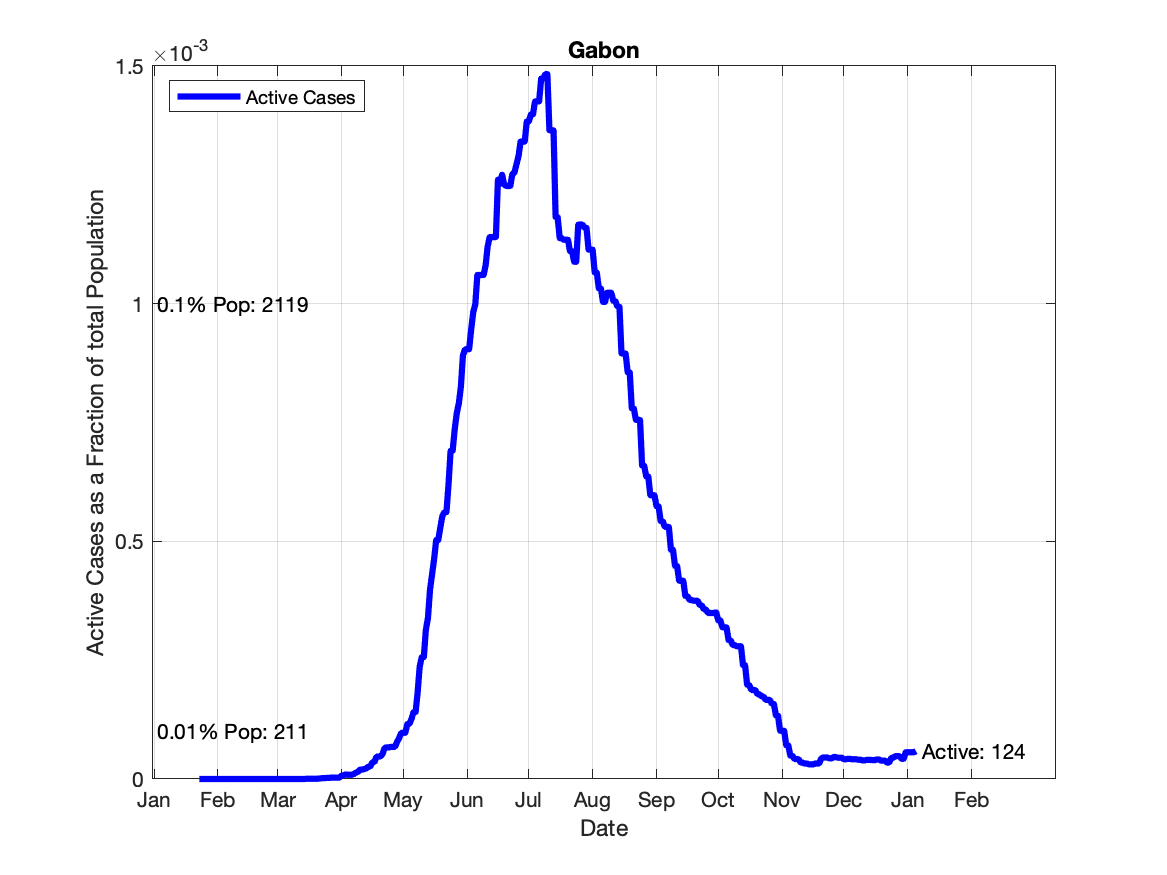 Gabon
×10-3
1.5
Active Cases
1
0.1% Pop: 2119
0.5
0.01% Pop: 211
0
Active: 124
Active Cases as a Fraction of total Population
Jan Feb Mar Apr May Jun Jul Aug Sep Oct Nov Dec Jan Feb
Date